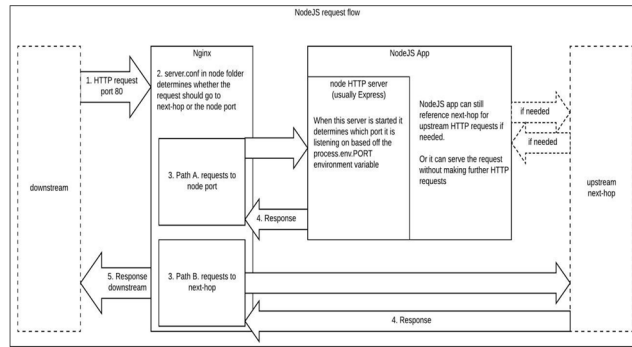 NodeJS request flow
downstream
1. HTTP request
port 80
Nginx
2. server.conf in node folder
determines whether the
request should go to
next-hop or the node port
3. Path A. requests to
node port
NodeJS App
node HTTP server
(usually Express)
When this server is started it
determines which port it is
listening on based off the
process.env.PORT
environment variable
NodeJS app can still
reference next-hop for
upstream HTTP requests if
needed.
Or it can serve the request
without making further HTTP
requests
if needed
if needed
upstream
next-hop
4. Response
3. Path B. requests to
next-hop
4. Response
5. Response
downstream